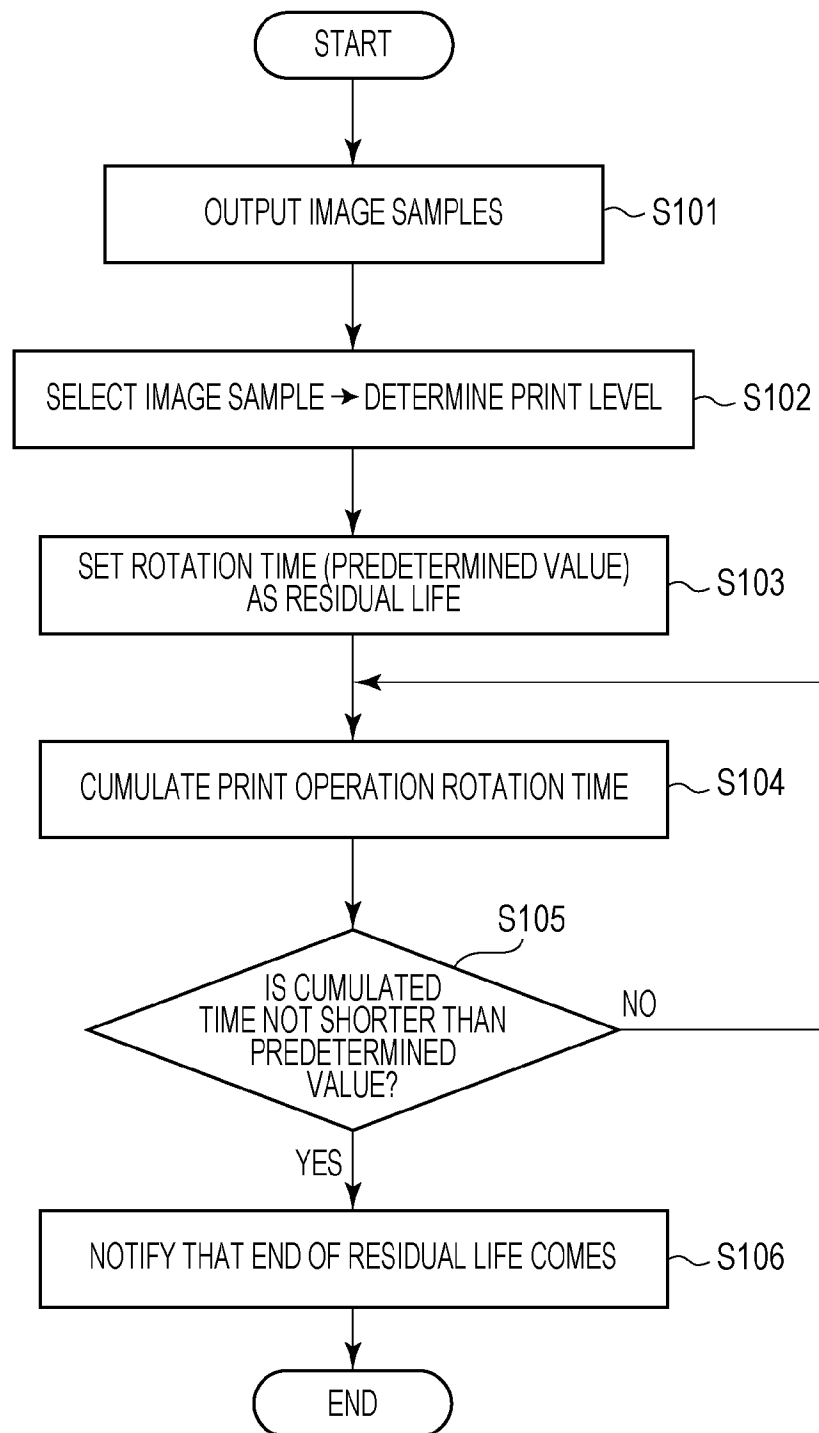 START
OUTPUT IMAGE SAMPLES
S101
SELECT IMAGE SAMPLE → DETERMINE PRINT LEVEL
S102
SET ROTATION TIME (PREDETERMINED VALUE)
AS RESIDUAL LIFE
S103
CUMULATE PRINT OPERATION ROTATION TIME
S104
S105
IS CUMULATED
TIME NOT SHORTER THAN
PREDETERMINED
VALUE?
NO
YES
NOTIFY THAT END OF RESIDUAL LIFE COMES
S106
END